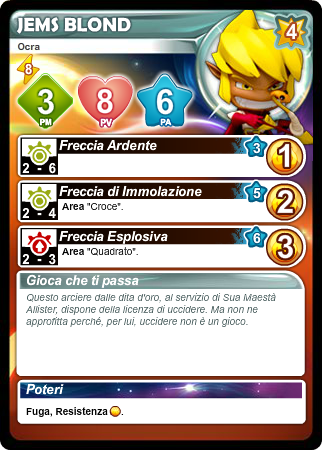 JEMS BLOND
4
Ocra
8
3
PM
8
PV
6
PA
Freccia Ardente
3
1
2 - 6
Freccia di Immolazione
5
2
Area "Croce".
2 - 4
Freccia Esplosiva
6
3
Area "Quadrato".
2 - 3
Gioca che ti passa
Questo arciere dalle dita d'oro, al servizio di Sua Maestà
Allister, dispone della licenza di uccidere. Ma non ne
approfitta perché, per lui, uccidere non è un gioco.
Poteri
Fuga, Resistenza .